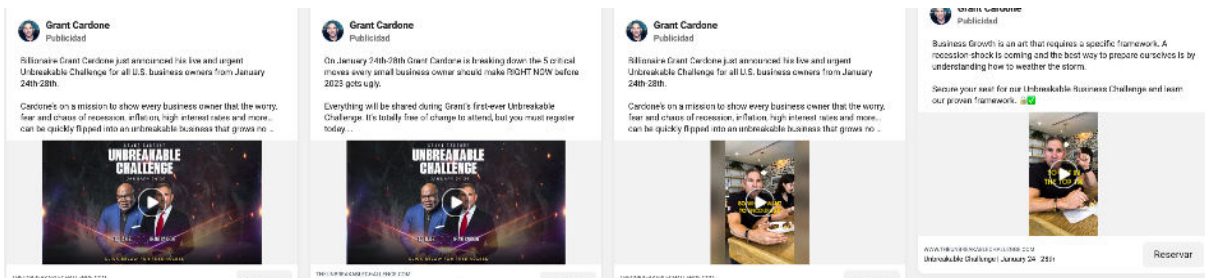 Grant Cardone
Publicidad
Billionaire Grant Cardone just announced his live and urgent
Unbreakable Challenge for all U.S. business owners from January
24th-28th.
Cardone's on a mission to show every business owner that the worry,
fear and chaos of recession, inflation, high interest rates and more...
can be quickly flipped into an unbreakable business that grows no ...
GRANT CARDONE
UNBREAKABLE
CHALLENGE
Grant Cardone
Publicidad
On January 24th-28th Grant Cardone is breaking down the 5 critical
moves every small business owner should make RIGHT NOW before
2023 gets ugly.
Everything will be shared during Grant's first-ever Unbreakable
Challenge. It's totally free of charge to attend, but you must register
today...
UNBREAKABLE
CHALLENGE
THEUNBREAKABLECHALLENGE.COM
Grant Cardone
Publicidad
Billionaire Grant Cardone just announced his live and urgent
Unbreakable Challenge for all U.S. business owners from January
24th-28th.
Cardone's on a mission to show every business owner that the worry,
fear and chaos of recession, inflation, high interest rates and more...
can be quickly flipped into an unbreakable business that grows no ...
Grant Cardone
Publicidad
Business Growth is an art that requires a specific framework. A
recession-shock is coming and the best way to prepare ourselves is by
understanding how to weather the storm.
Secure your seat for our Unbreakable Business Challenge and learn
our proven framework.
THE TOP
WWW.THEUNBREAKABLECHALLENGE.COM
Unbreakable Challenge | January 24 - 28th
Reservar